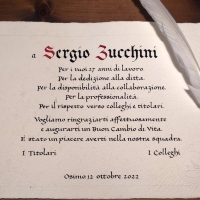 a Sergio Zucchini
Per i tuoi 27 anni di lavoro.
Per la dedizione alla ditta.
Per la disponibilità alla collaborazione.
Per la professionalità.
Per il rispetto verso colleghi e titolari.
Vogliamo ringraziarti affettuosamente
e augurarti un Buon Cambio di Vita.
È stato un piacere averti nella nostra squadra.
I Titolari I Colleghi
Osimo 12 ottobre 2022